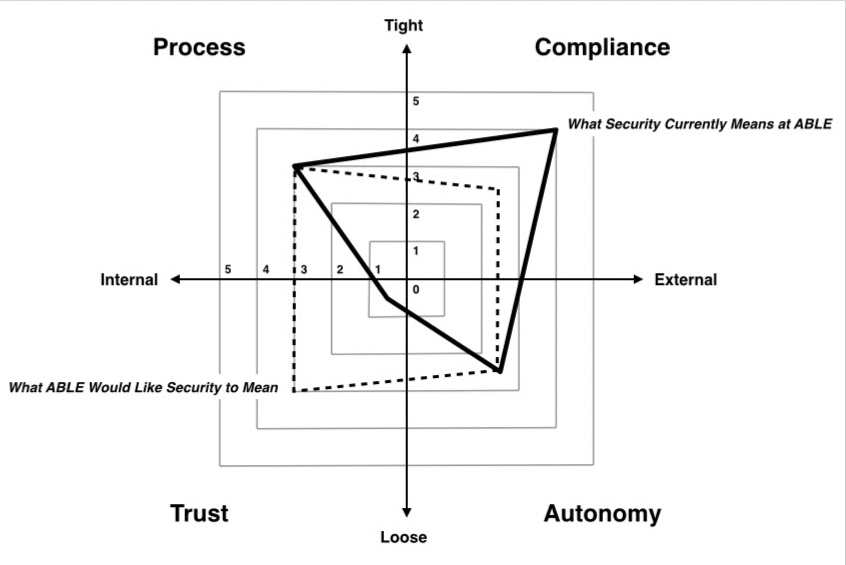 Tight
Process
Compliance
5
What Security Currently Means at ABLE
4
3
2
1
Internal
5
4
3
2
1
0
External
What ABLE Would Like Security to Mean
Trust
Autonomy
Loose